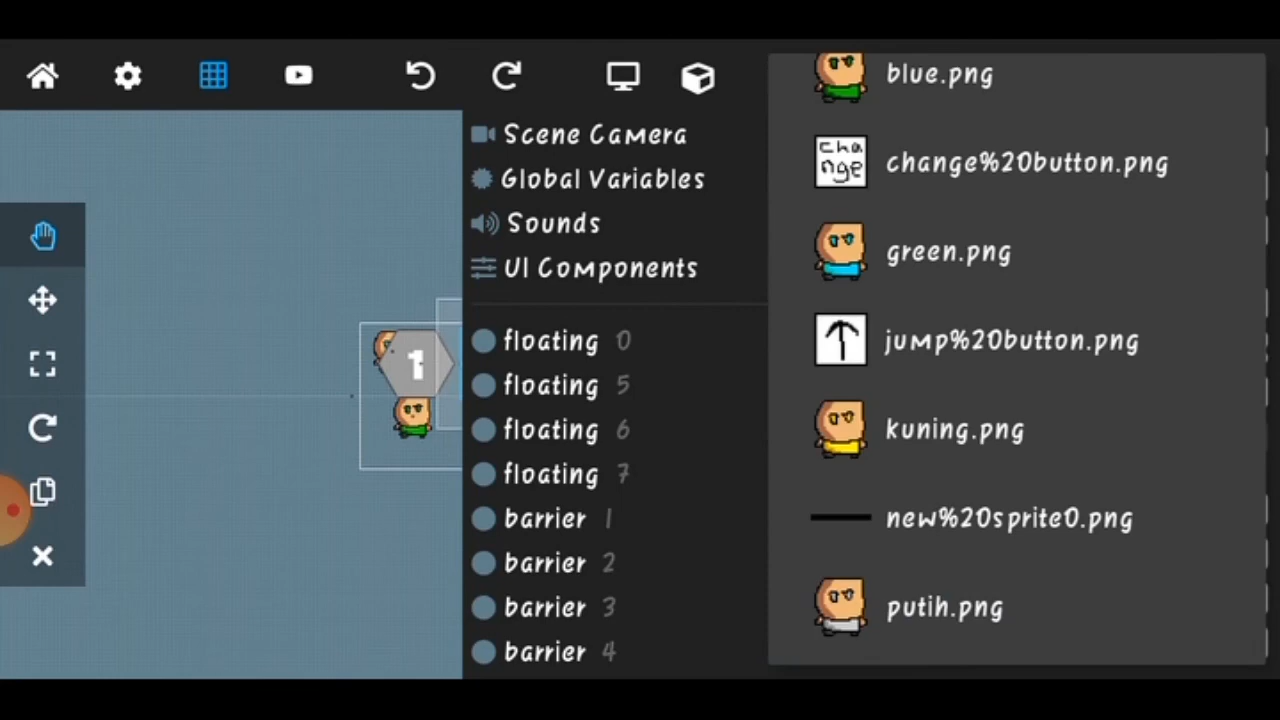 Scene Camera
Global Variables
Sounds
UI Components
floating 0
floating 5
floating 6
floating 7
barrier 1
barrier 2
barrier 3
barrier 4
1
blue.png
cha
nge
change%20button.png
green.png
jump%20button.png
kuning.png
new%20sprite0.png
putih.png